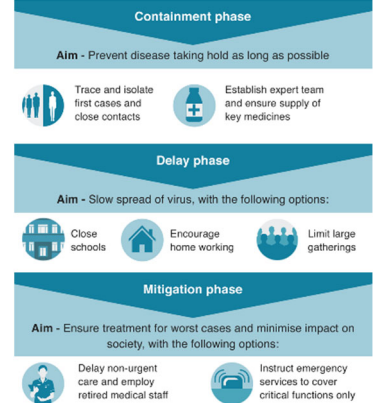 Containment phase
Aim - Prevent disease taking hold as long as possible
Trace and isolate
first cases and
close contacts
Establish expert team
and ensure supply of
key medicines
Delay phase
Aim - Slow spread of virus, with the following options:
Close
schools
Encourage
home working
Limit large
gatherings
Mitigation phase
Aim - Ensure treatment for worst cases and minimise impact on
society, with the following options:
Delay non-urgent
care and employ
retired medical staff
Instruct emergency
services to cover
critical functions only